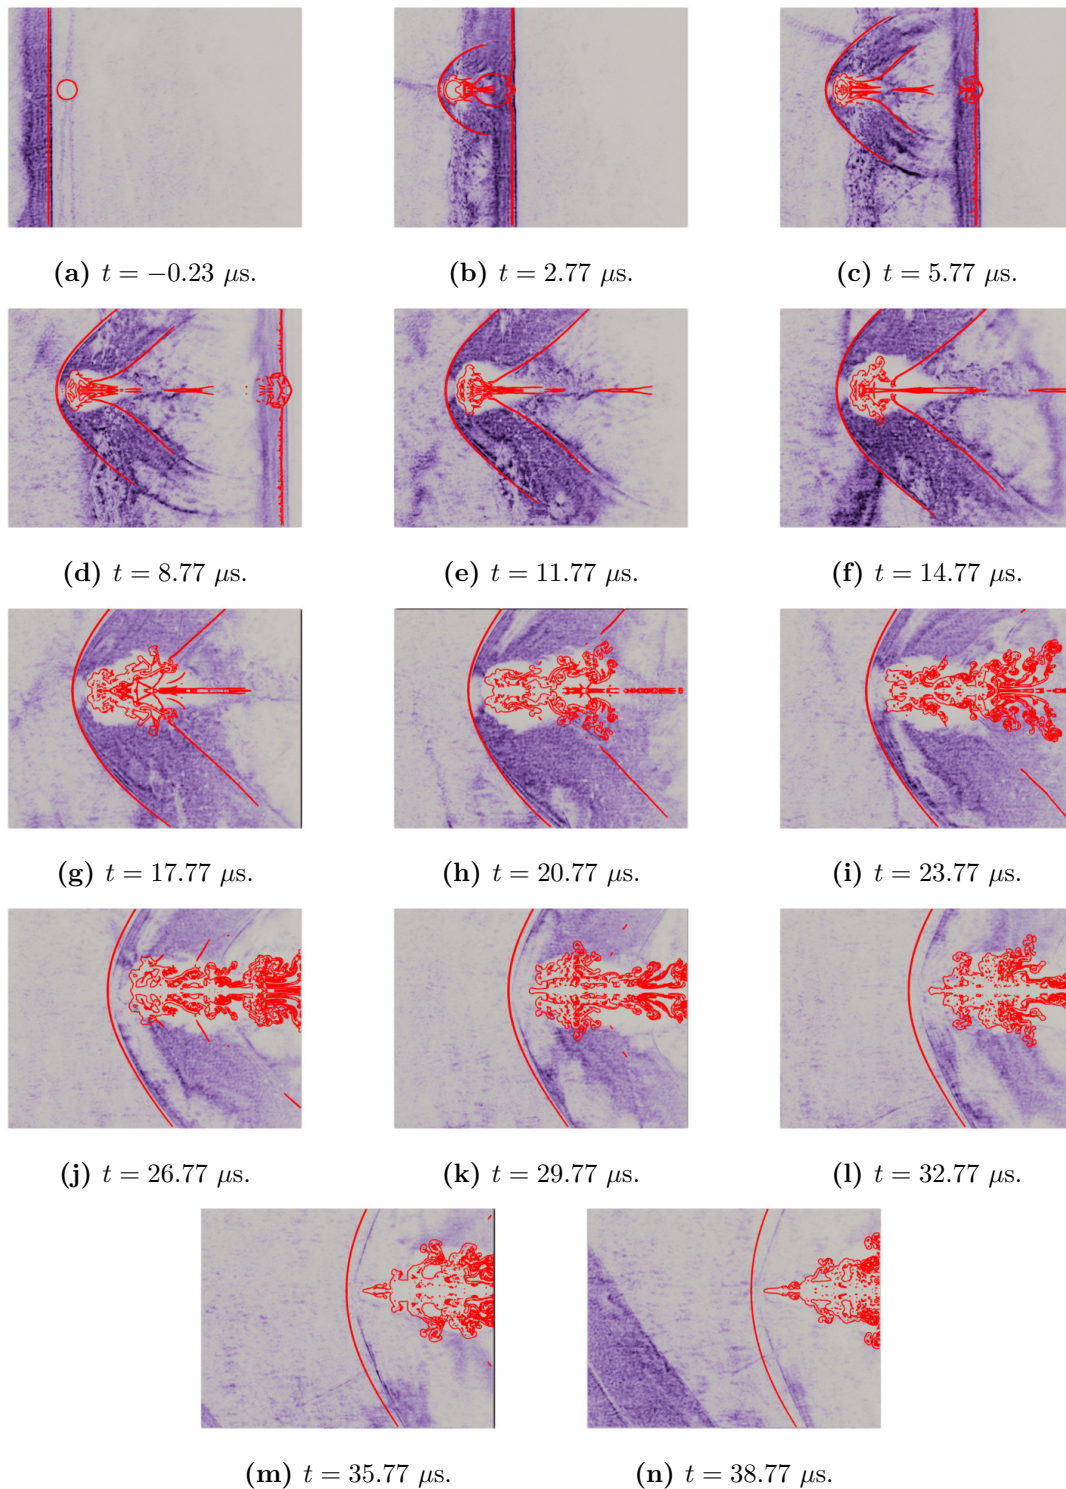 (a) t = −0.23 μs. (b) t = 2.77 μs. (c) t = 5.77 μs.
(d) t = 8.77 μs. (e) t = 11.77 μs. (f) t = 14.77 μs.
(g) t = 17.77 μs. (h) t = 20.77 μs. (i) t = 23.77 μs.
(j) t = 26.77 μs. (k) t = 29.77 μs. (l) t = 32.77 μs.
(m) t = 35.77 μs. (n) t = 38.77 μs.